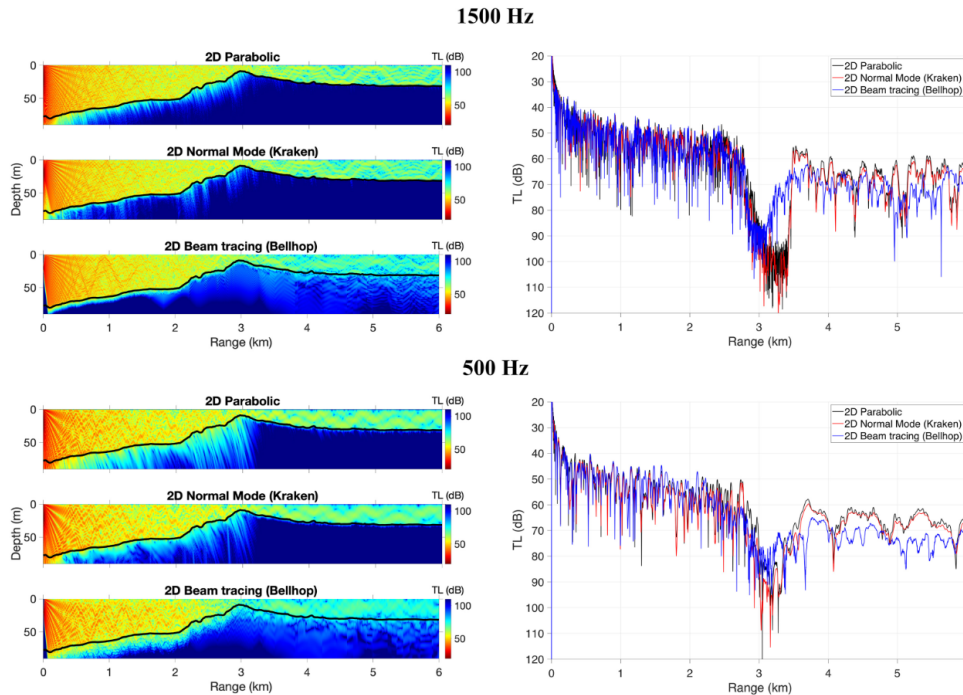 1500 Hz
2D Parabolic
TL (dB)
0
50
100
50
2D Normal Mode (Kraken)
TL (dB)
0
50
100
50
Depth (m)
2D Beam tracing (Bellhop)
TL (dB)
0
50
100
50
0 1 2 3 4 5 6
Range (km)
20
30
40
50
60
70
80
90
100
110
120
TL (dB)
0 1 2 3 4 5
Range (km)
2D Parabolic
2D Normal Mode (Kraken)
2D Beam tracing (Bellhop)
500 Hz
2D Parabolic
TL (dB)
0
50
100
50
2D Normal Mode (Kraken)
TL (dB)
0
50
100
50
Depth (m)
2D Beam tracing (Bellhop)
TL (dB)
0
50
100
50
0 1 2 3 4 5 6
Range (km)
20
30
40
50
60
70
80
90
100
110
120
TL (dB)
0 1 2 3 4 5
Range (km)
2D Parabolic
2D Normal Mode (Kraken)
2D Beam tracing (Bellhop)